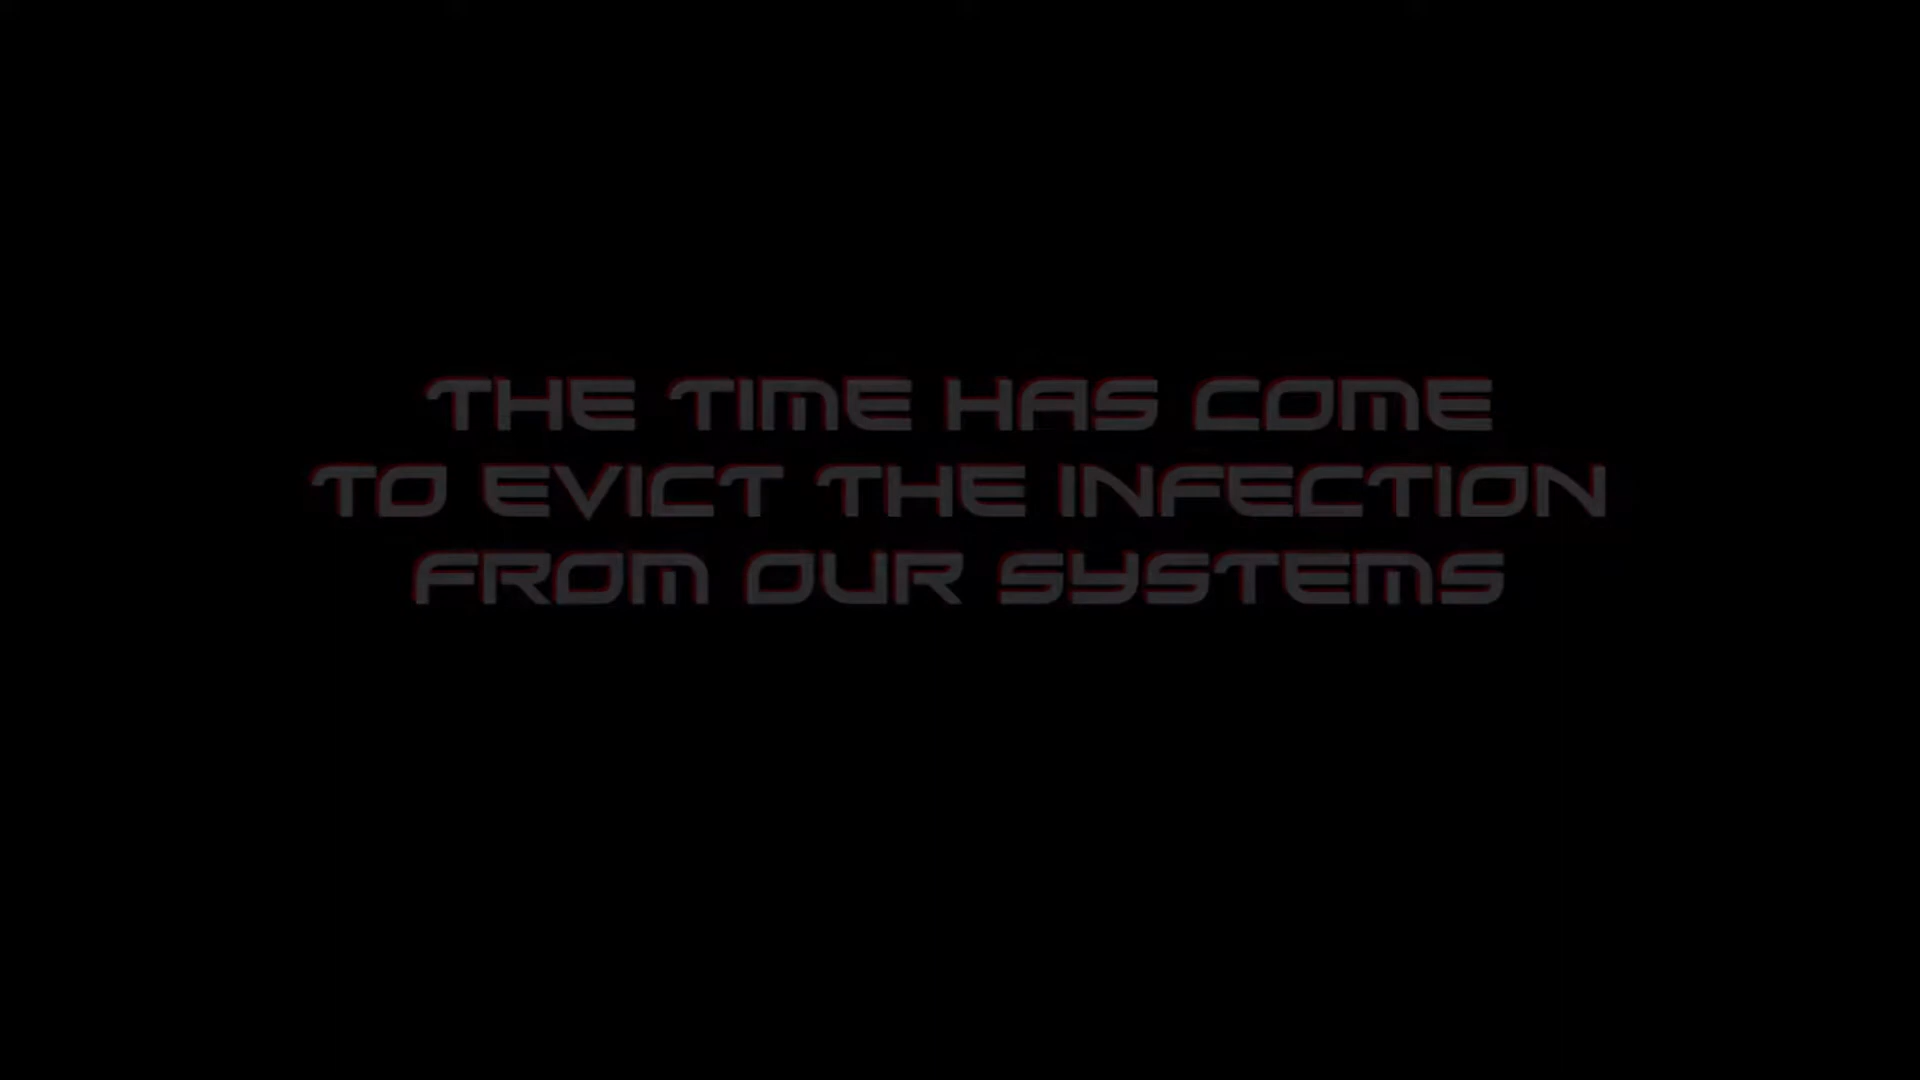 THE TIME HAS COME
TO EVICT THE INFECTION
FROM OUR SYSTEMS